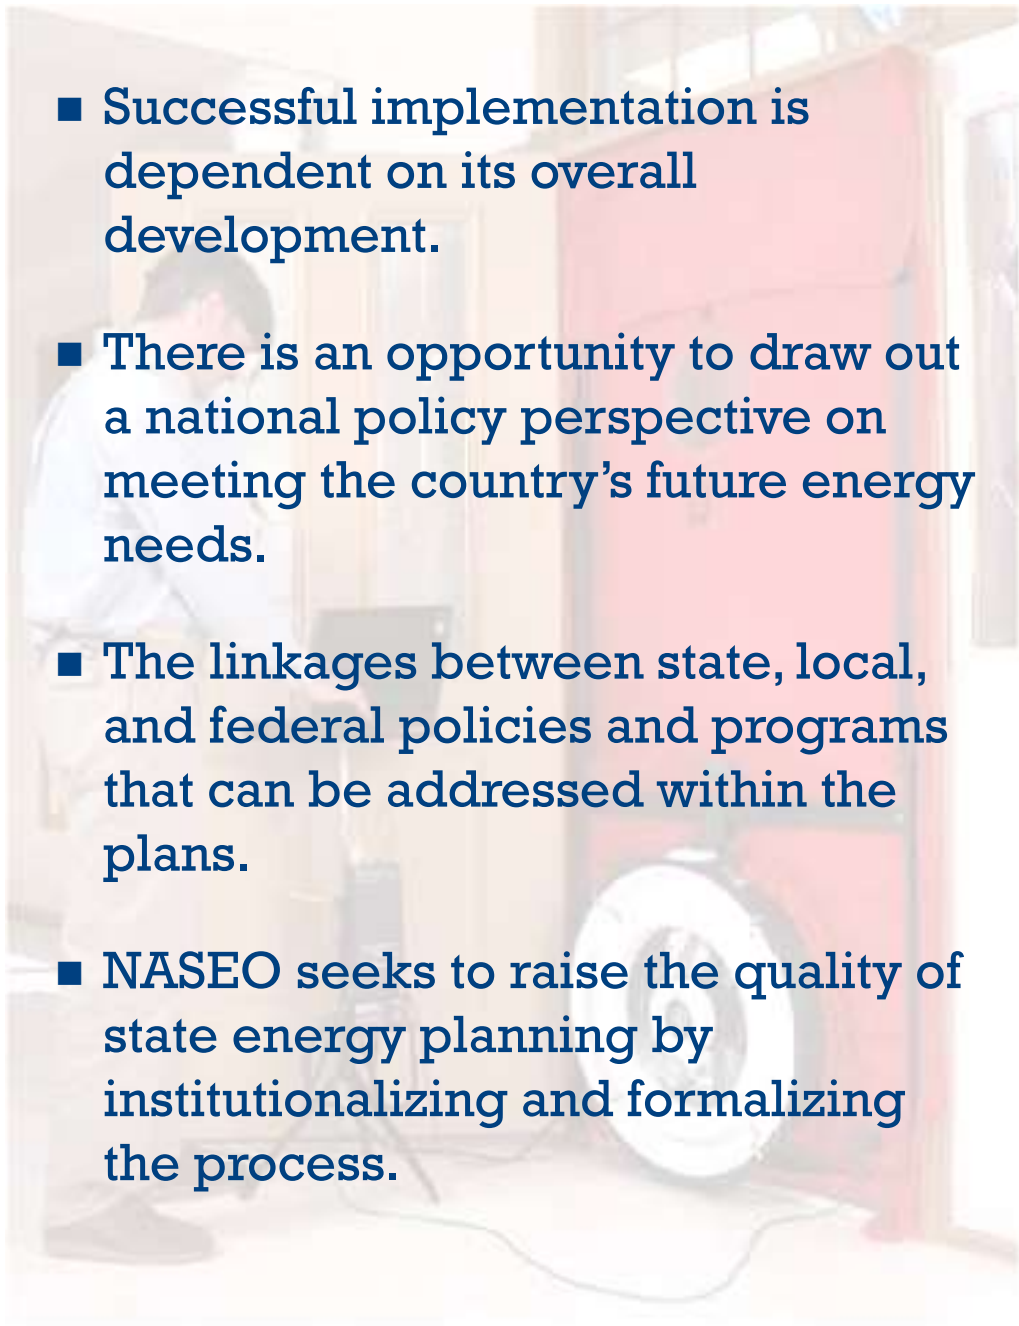 ■ Successful implementation is
dependent on its overall
development.
■ There is an opportunity to draw out
a national policy perspective on
meeting the country’s future energy
needs.
■ The linkages between state, local,
and federal policies and programs
that can be addressed within the
plans.
■ NASEO seeks to raise the quality of
state energy planning by
institutionalizing and formalizing
the process.